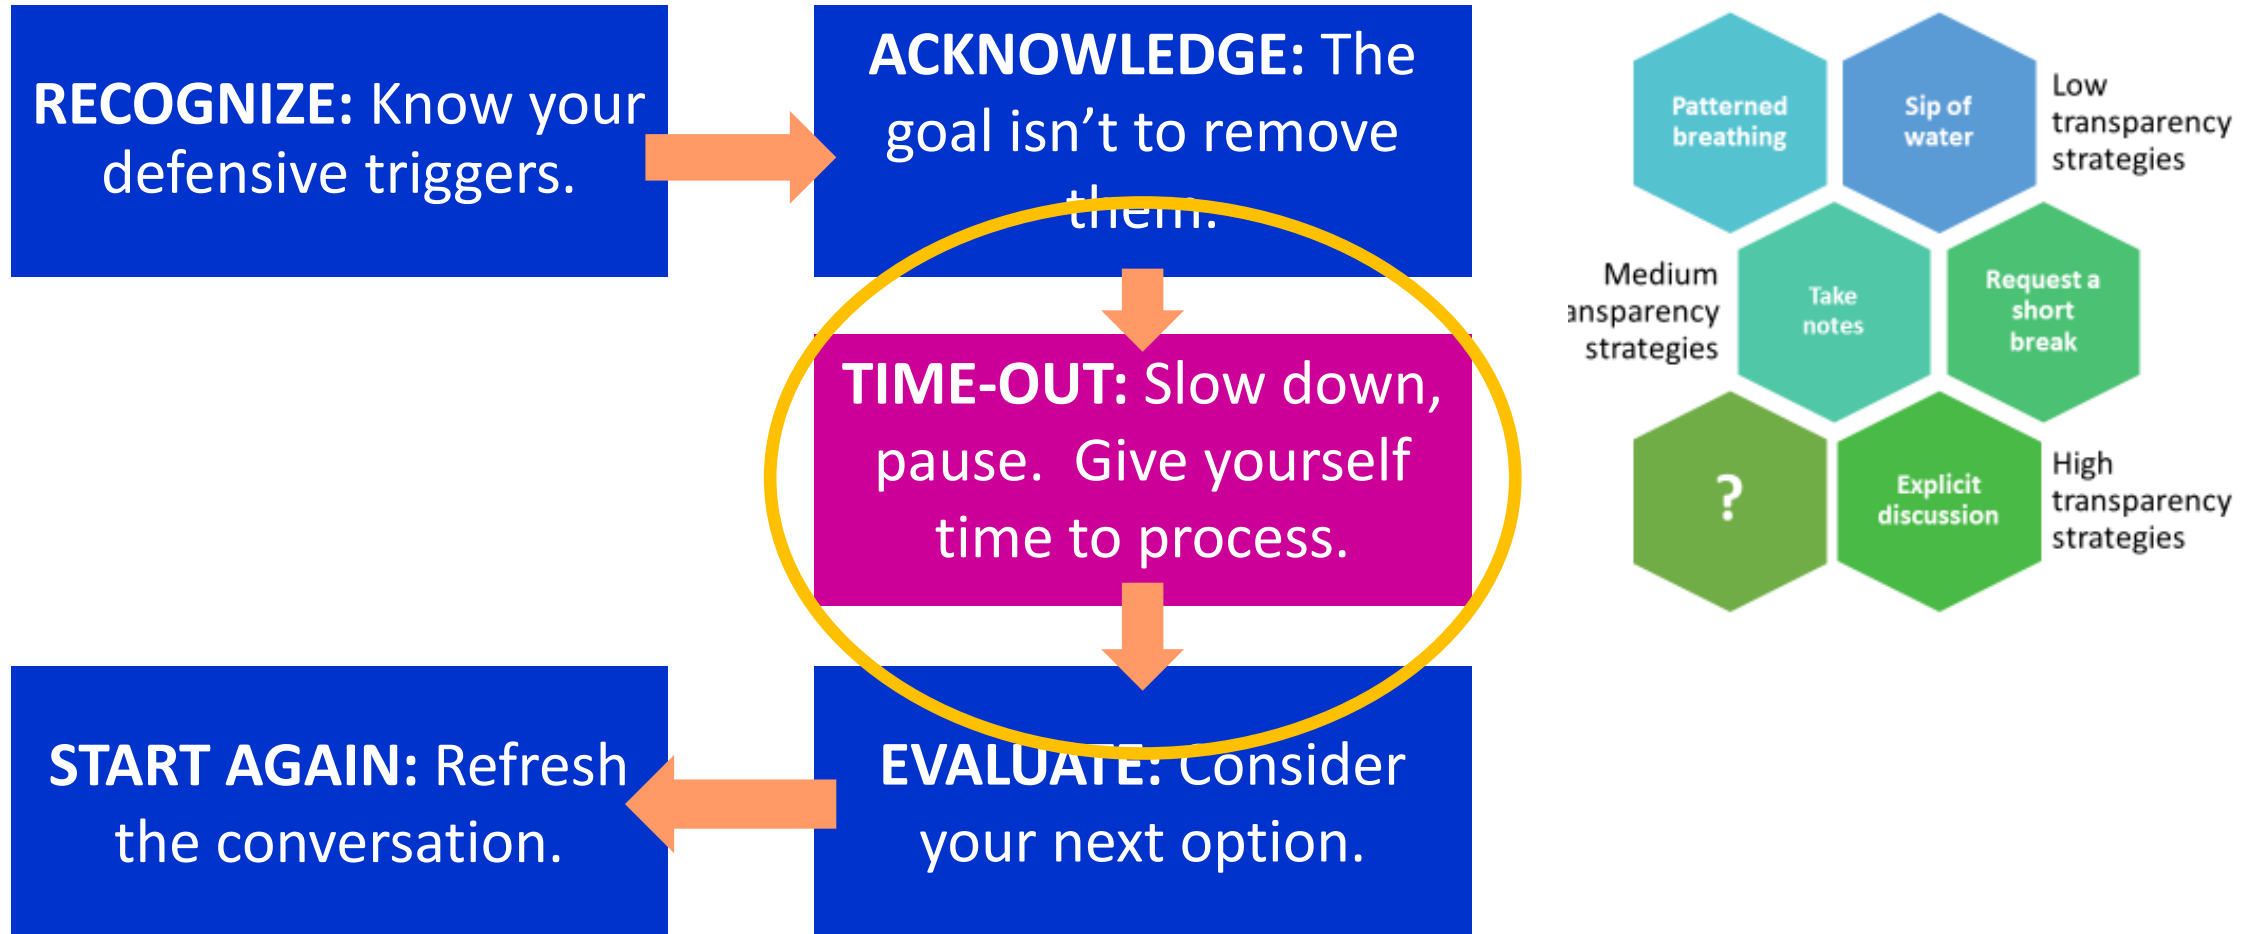 RECOGNIZE: Know your
defensive triggers.
ACKNOWLEDGE: The
goal isn’t to remove
them.
TIME-OUT: Slow down,
pause.  Give yourself
time to process.
EVALUATE: Consider
your next option.
START AGAIN: Refresh
the conversation.
Patterned
breathing
Sip of
water
Low
transparency
strategies
Medium
ansparency
strategies
Take
notes
Request a
short
break
?
Explicit
discussion
High
transparency
strategies